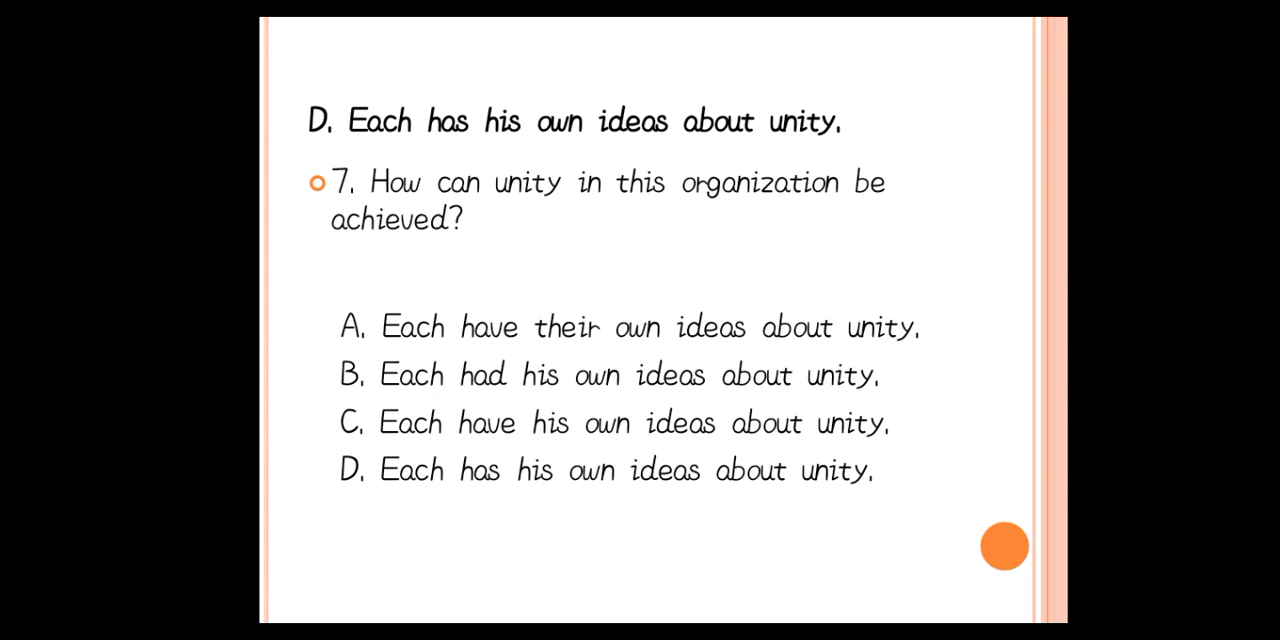 D. Each has his own ideas about unity.
7. How can unity in this organization be
achieved?
A. Each have their own ideas about unity.
B. Each had his own ideas about unity.
C. Each have his own ideas about unity.
D. Each has his own ideas about unity.